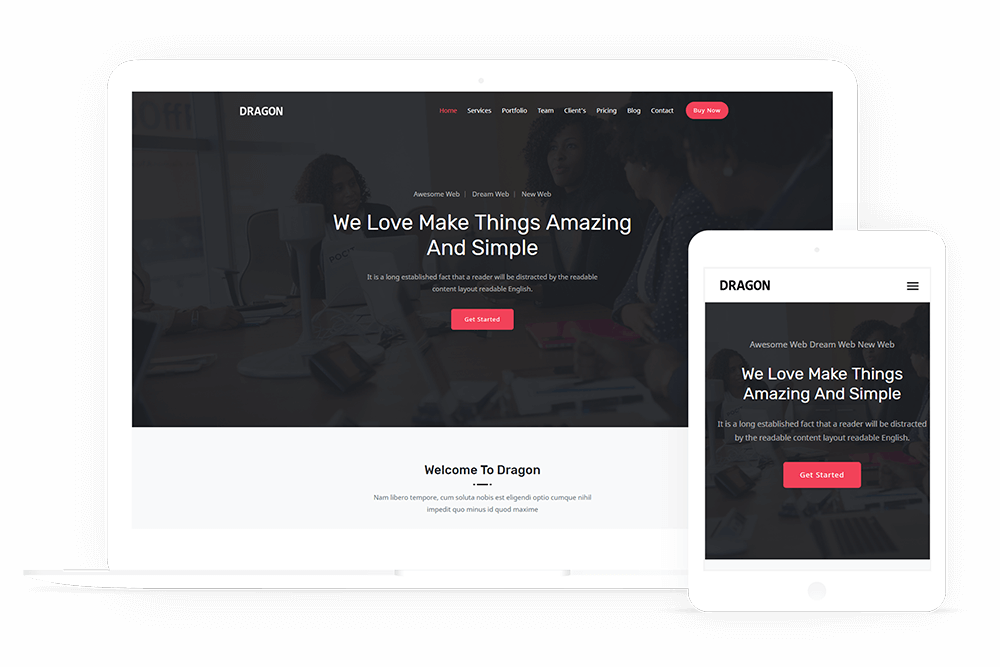 DRAGON
Home Services Portfolio Team Client's Pricing Blog Contact Buy Now
Awesome Web | Dream Web | New Web
We Love Make Things Amazing
And Simple
It is a long established fact that a reader will be distracted by the readable
content layout readable English.
Get Started
Welcome To Dragon
Nam libero tempore, cum soluta nobis est eligendi optio cumque nihil
impedit quo minus id quod maxime
DRAGON
Awesome Web Dream Web New Web
We Love Make Things
Amazing And Simple
It is a long established fact that a reader will be distracted
by the readable content layout readable English.
Get Started